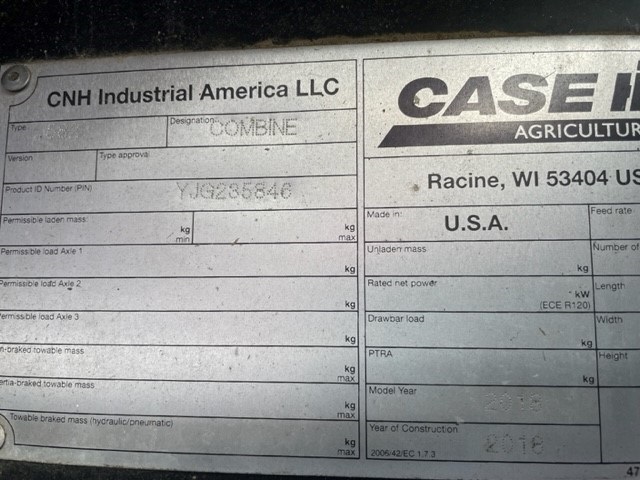 CNH Industrial America LLC
Type
Designation COMBINE
Version
Type approval
Product ID Number (PIN) YJG235846
Permissible laden mass kg min kg max
Permissible load Axle 1 kg
Permissible load Axle 2 kg
Permissible load Axle 3 kg
n-braked towable mass kg max
ertia-braked towable mass kg max
Towable braked mass (hydraulic/pneumatic) kg max
CASE I
AGRICULTUR
Racine, WI 53404 US
Made in: U.S.A.
Feed rate
Unladen mass kg
Number of
Rated net power kW (ECE R120)
Length
Drawbar load kg
Width
PTRA kg
Height
Model Year 2018
Year of Construction 2018
2006/42/EC 1.7.3
47